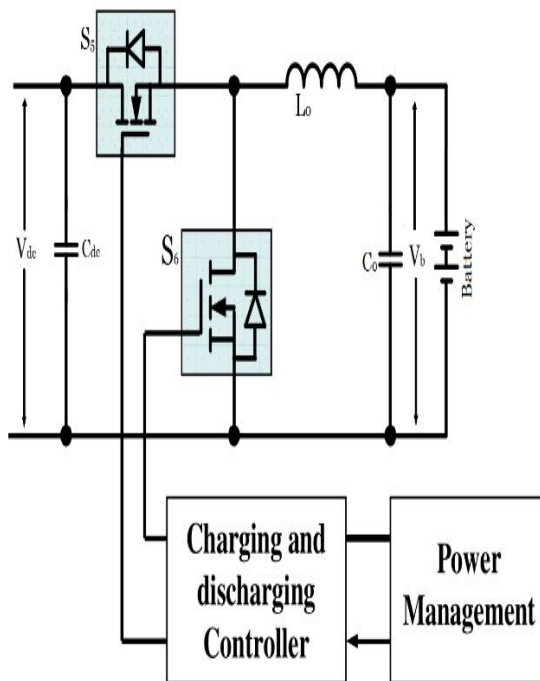 S5
Lo
Vdc
Cdc
S6
Co
Vb
Battery
Charging and
discharging
Controller
Power
Management